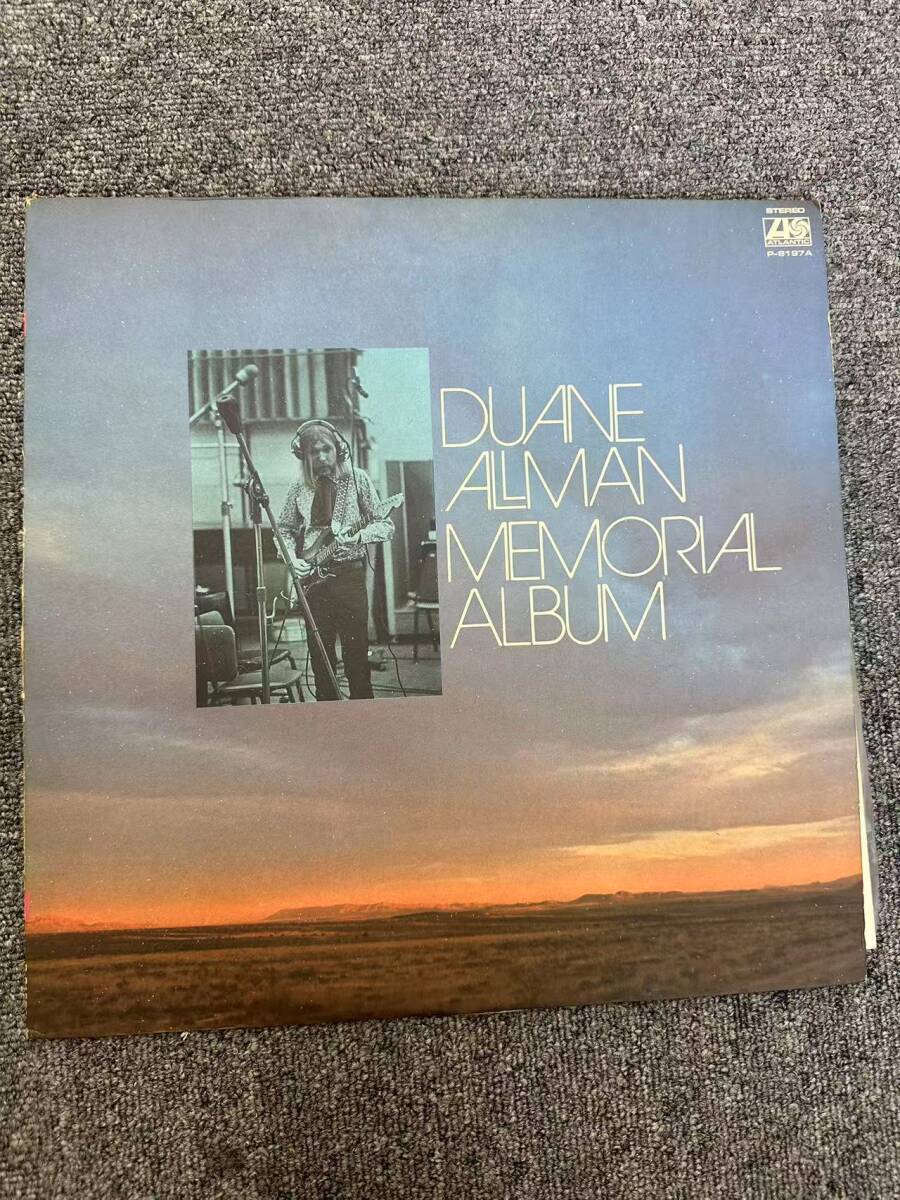 STEREO
ATLANTIC
P-8197A
DUANE
ALLMAN
MEMORIAL
ALBUM